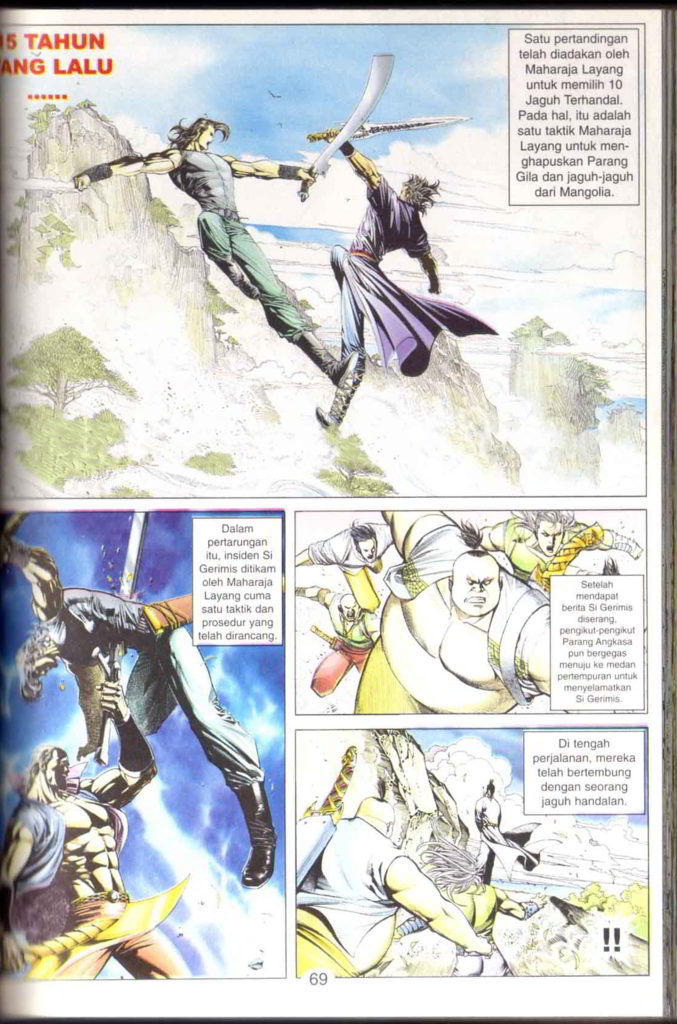 15 TAHUN
ANG LALU
......
Satu pertandingan
telah diadakan oleh
Maharaja Layang
untuk memilih 10
Jaguh Terhandal.
Pada hal, itu adalah
satu taktik Maharaja
Layang untuk men-
ghapuskan Parang
Gila dan jaguh-jaguh
dari Mangolia.
Dalam
pertarungan
itu, insiden Si
Gerimis ditikam
oleh Maharaja
Layang cuma
satu taktik dan
prosedur yang
telah dirancang.
Setelah
mendapat
berita Si Gerimis
diserang,
pengikut-pengikut
Parang Angkasa
pun bergegas
menuju ke medan
pertempuran untuk
menyelamatkan
Si Gerimis.
Di tengah
perjalanan, mereka
telah bertembung
dengan seorang
jaguh handalan.
!!
69